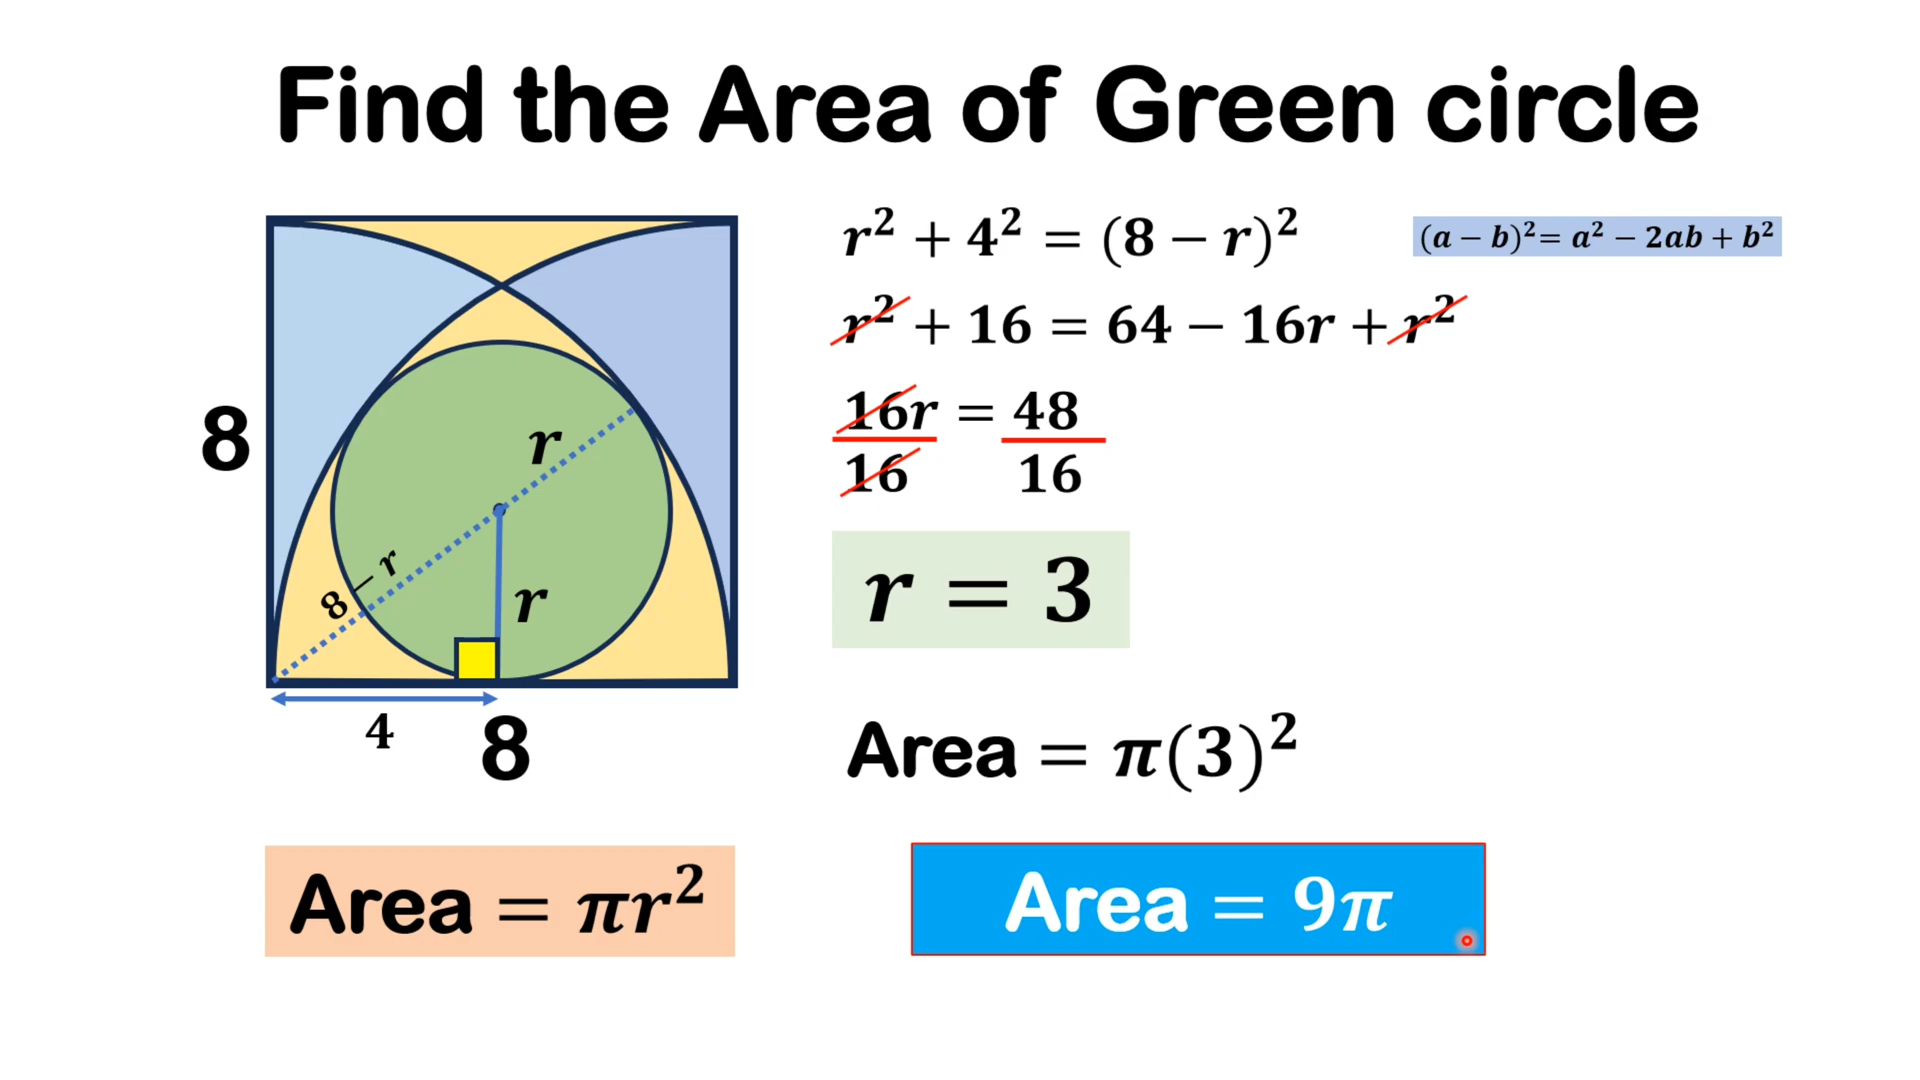 Find the Area of Green circle
r² + 4² = (8 − r)²
(a − b)²= a² − 2ab + b²
r² + 16 = 64 − 16r + r²
16r = 48
16 16
r = 3
8
r
8 − r
r
4
8
Area = π(3)²
Area = πr²
Area = 9π